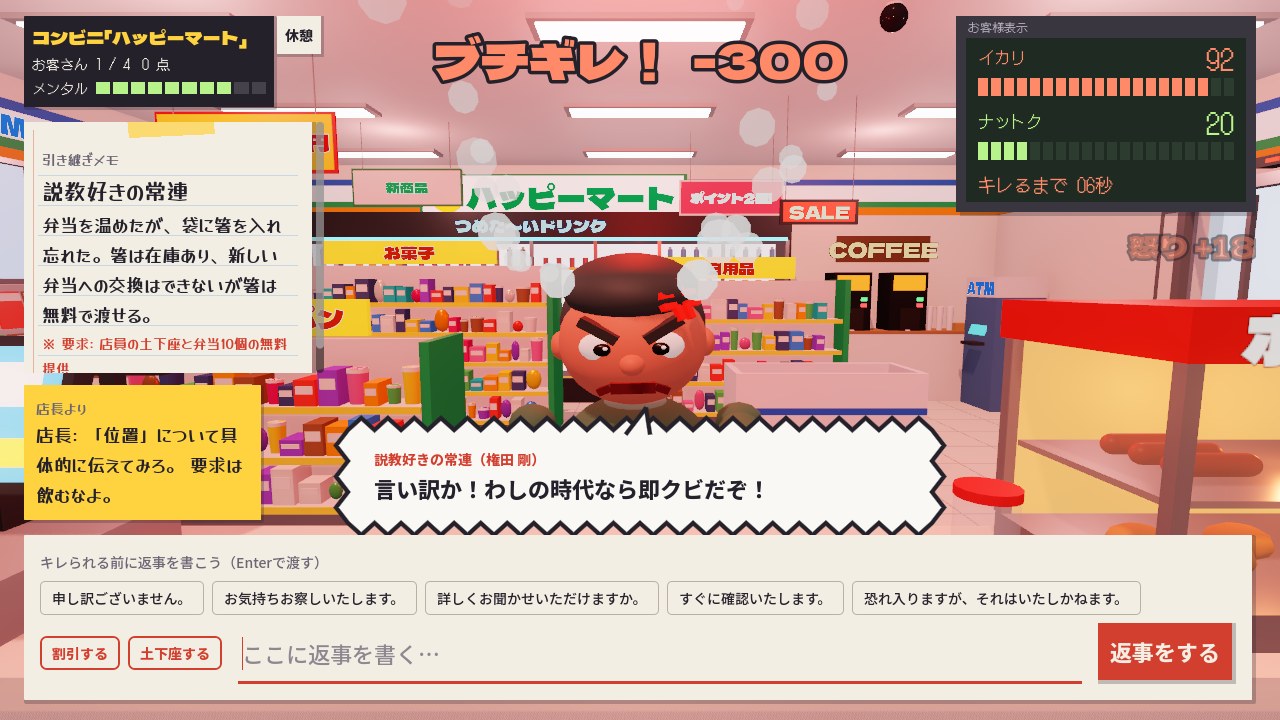 コンビニ「ハッピーマート」
お客さん 1/4 0点
メンタル
休憩
ブチギレ! -300
お客様表示
イカリ 92
ナットク 20
キレるまで 06秒
怒り+18
引き継ぎメモ
説教好きの常連
弁当を温めたが、袋に箸を入れ
忘れた。箸は在庫あり、新しい
弁当への交換はできないが箸は
無料で渡せる。
※ 要求: 店員の土下座と弁当10個の無料
提供
店長より
店長: 「位置」について具
体的に伝えてみろ。 要求は
飲むなよ。
新商品
ハッピーマート
SALE
COFFEE
お菓子
ATM
説教好きの常連(権田 剛)
言い訳か!わしの時代なら即クビだぞ!
キレられる前に返事を書こう(Enterで渡す)
申し訳ございません。
お気持ちお察しいたします。
詳しくお聞かせいただけますか。
すぐに確認いたします。
恐れ入りますが、それはいたしかねます。
割引する
土下座する
ここに返事を書く…
返事をする